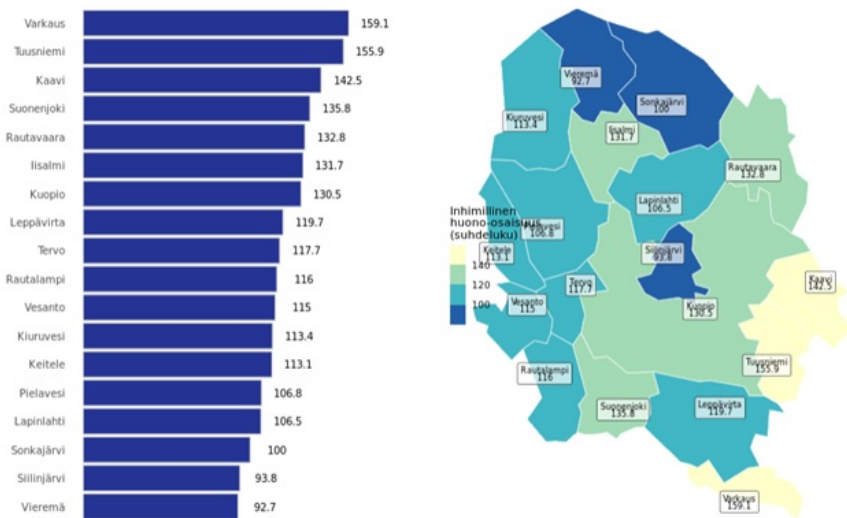 Varkaus 159.1
Tuusniemi 155.9
Kaavi 142.5
Suonenjoki 135.8
Rautavaara 132.8
Iisalmi 131.7
Kuopio 130.5
Leppävirta 119.7
Tervo 117.7
Rautalampi 116
Vesanto 115
Kiuruvesi 113.4
Keitele 113.1
Pielavesi 106.8
Lapinlahti 106.5
Sonkajärvi 100
Siilinjärvi 93.8
Vieremä 92.7
Vieremä
92.7
Sonkajärvi
100
Kiuruvesi
113.4
Iisalmi
131.7
Rautavaara
132.8
Lapinlahti
106.5
Inhimillinen
huono-osaisuus
(suhdeluku)
140
120
100
Pielavesi
106.8
Keitele
113.1
Siilinjärvi
93.8
Kaavi
142.5
Tervo
117.7
Vesanto
115
Kuopio
130.5
Tuusniemi
155.9
Rautalampi
116
Suonenjoki
135.8
Leppävirta
119.7
Varkaus
159.1